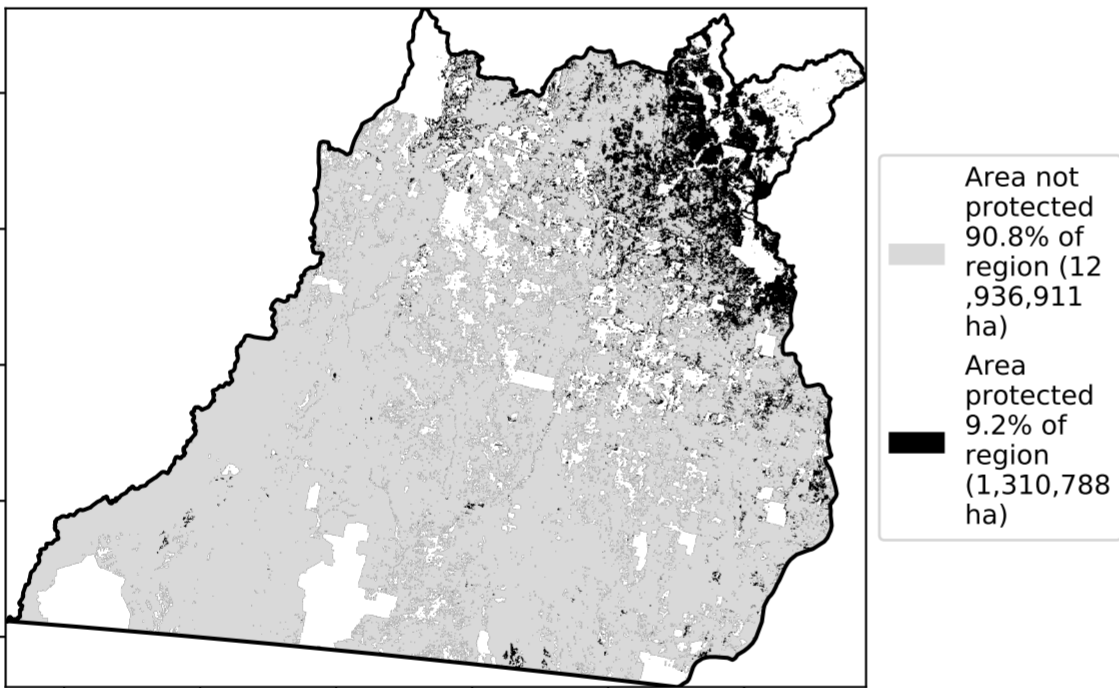 Area not
protected
90.8% of
region (12
,936,911
ha)
Area
protected
9.2% of
region
(1,310,788
ha)